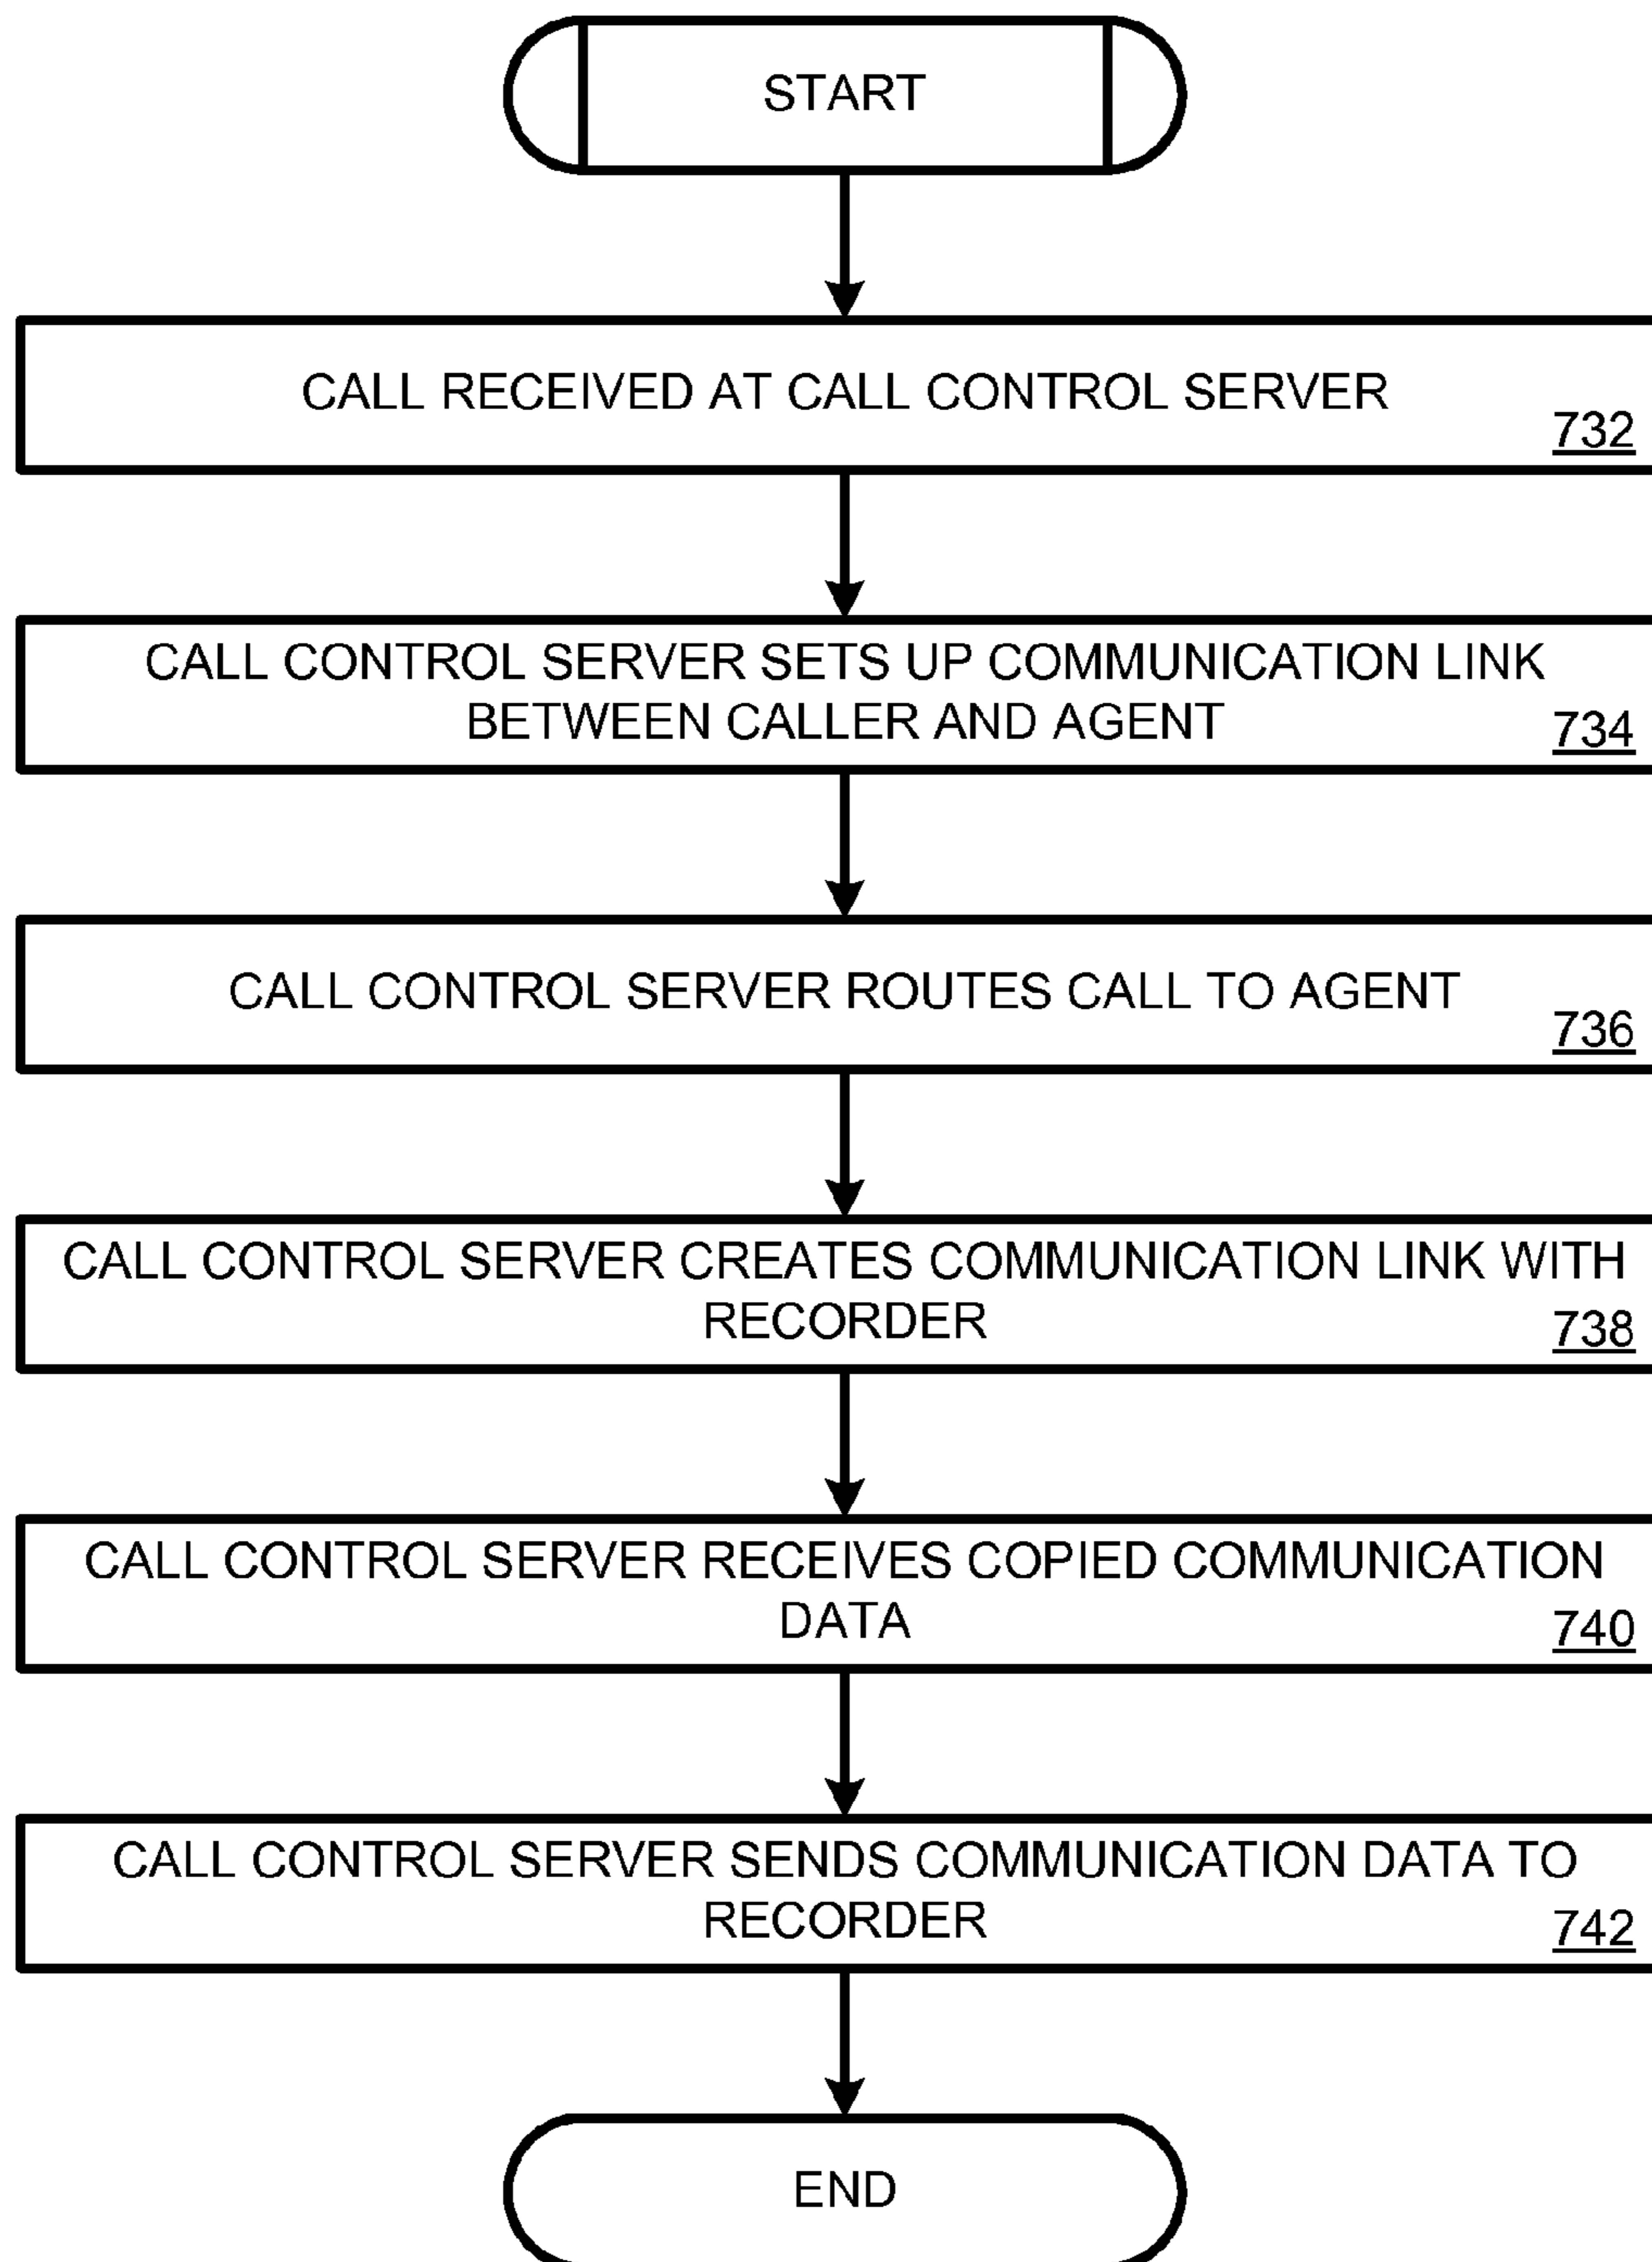 START
CALL RECEIVED AT CALL CONTROL SERVER
732
CALL CONTROL SERVER SETS UP COMMUNICATION LINK
BETWEEN CALLER AND AGENT
734
CALL CONTROL SERVER ROUTES CALL TO AGENT
736
CALL CONTROL SERVER CREATES COMMUNICATION LINK WITH
RECORDER
738
CALL CONTROL SERVER RECEIVES COPIED COMMUNICATION
DATA
740
CALL CONTROL SERVER SENDS COMMUNICATION DATA TO
RECORDER
742
END